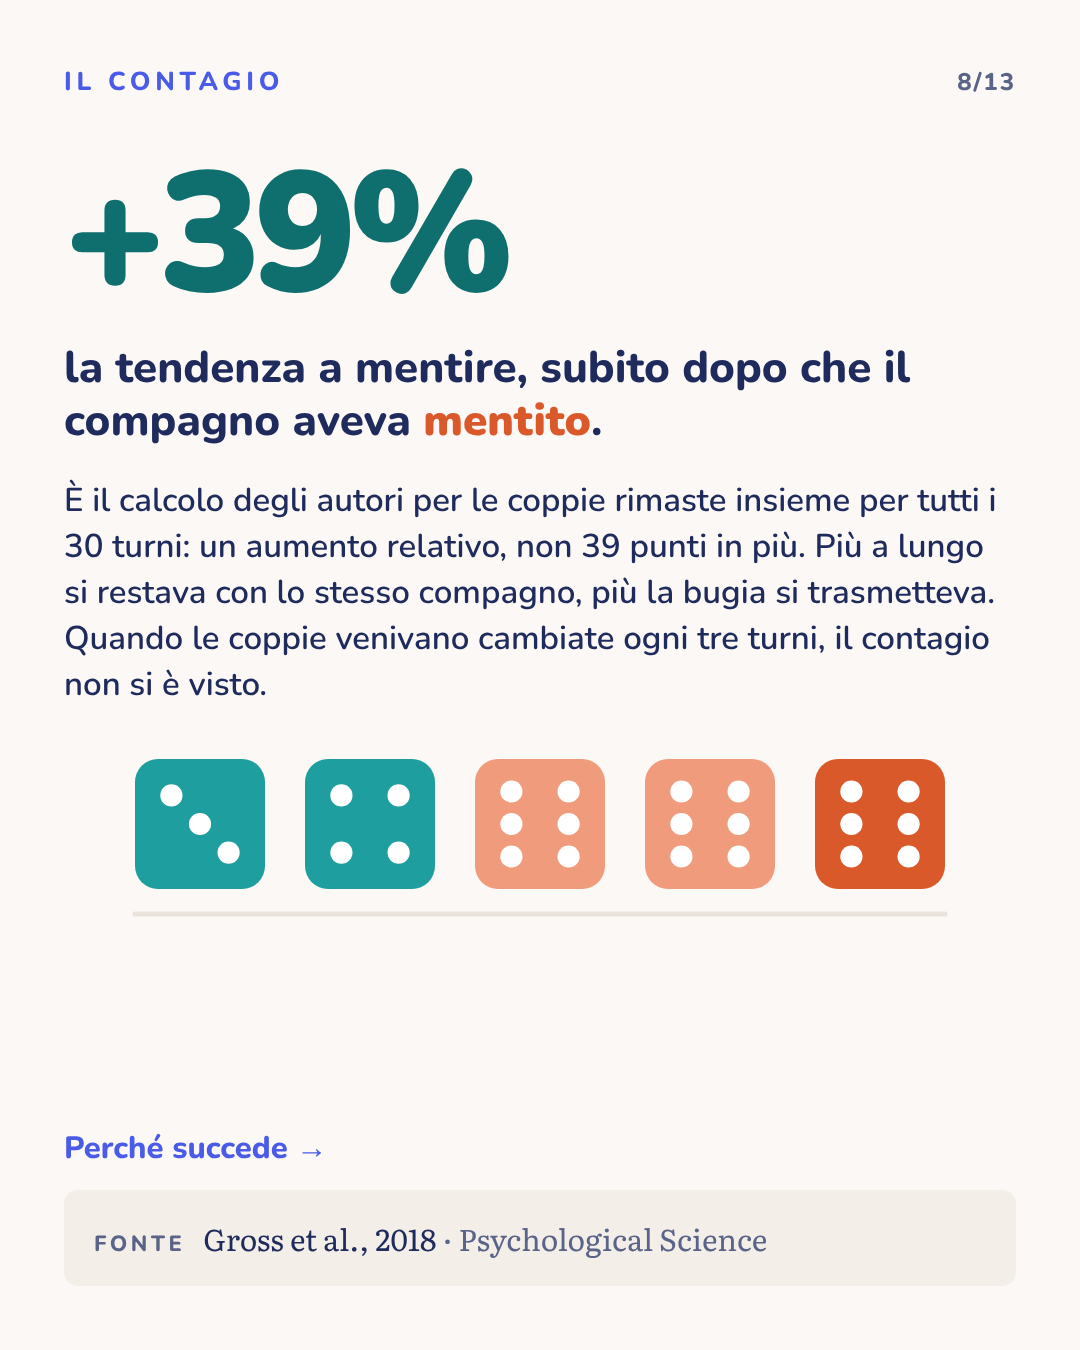 IL CONTAGIO
8/13
+39%
la tendenza a mentire, subito dopo che il
compagno aveva mentito.
È il calcolo degli autori per le coppie rimaste insieme per tutti i
30 turni: un aumento relativo, non 39 punti in più. Più a lungo
si restava con lo stesso compagno, più la bugia si trasmetteva.
Quando le coppie venivano cambiate ogni tre turni, il contagio
non si è visto.
Perché succede →
FONTE Gross et al., 2018 · Psychological Science